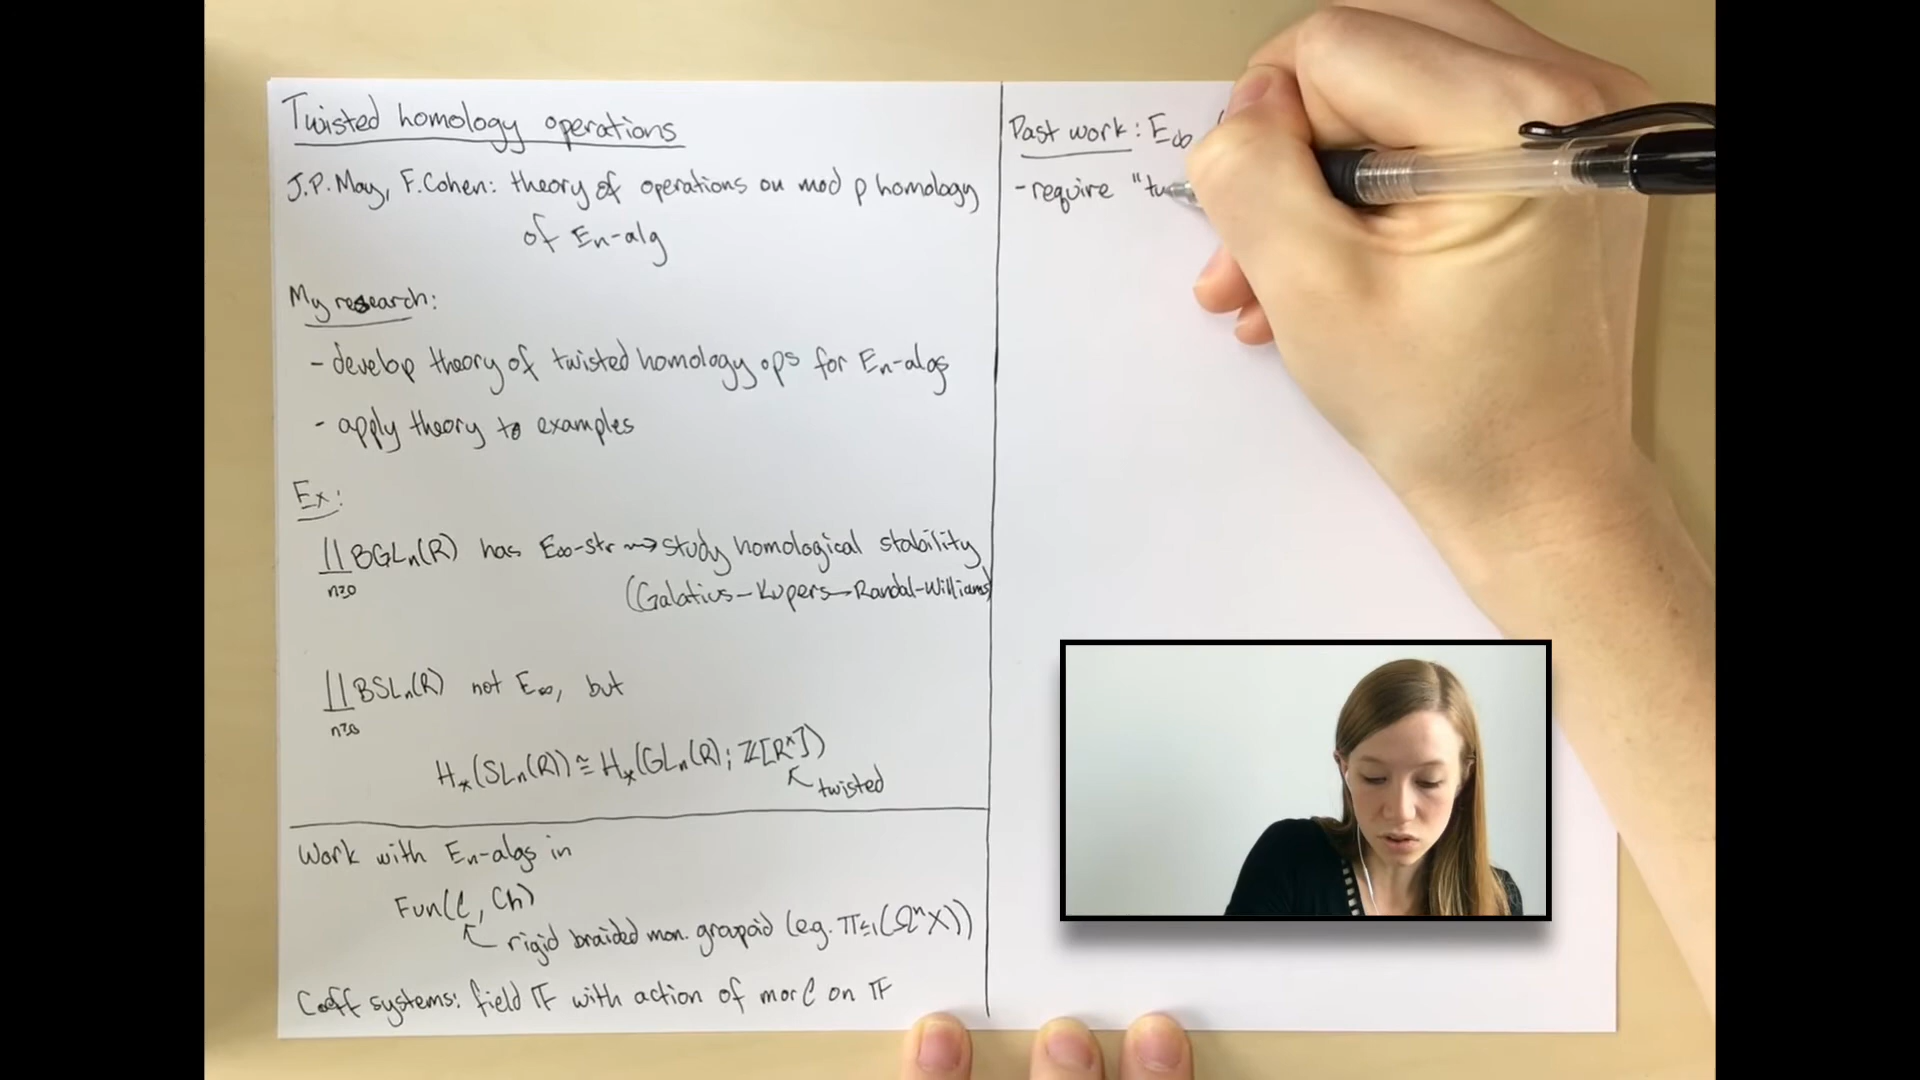 Twisted homology operations
J.P. May, F. Cohen: theory of operations on mod p homology
of En-alg
My research:
- develop theory of twisted homology ops for En-algs
- apply theory to examples
Ex:
∐ BGLn(R) has E∞-str ⇝ study homological stability
n≥0
(Galatius-Kupers-Randal-Williams)
∐ BSLn(R) not E∞, but
n≥0
H*(SLn(R)) ≅ H*(GLn(R); ℤ[R^×])
↖ twisted
Work with En-algs in
Fun(C, Ch)
↖ rigid braided mon. groupoid (e.g. π≤1(Ω^n X))
Coeff systems: field 𝔽 with action of mor C on 𝔽
Past work: E∞
- require "tw